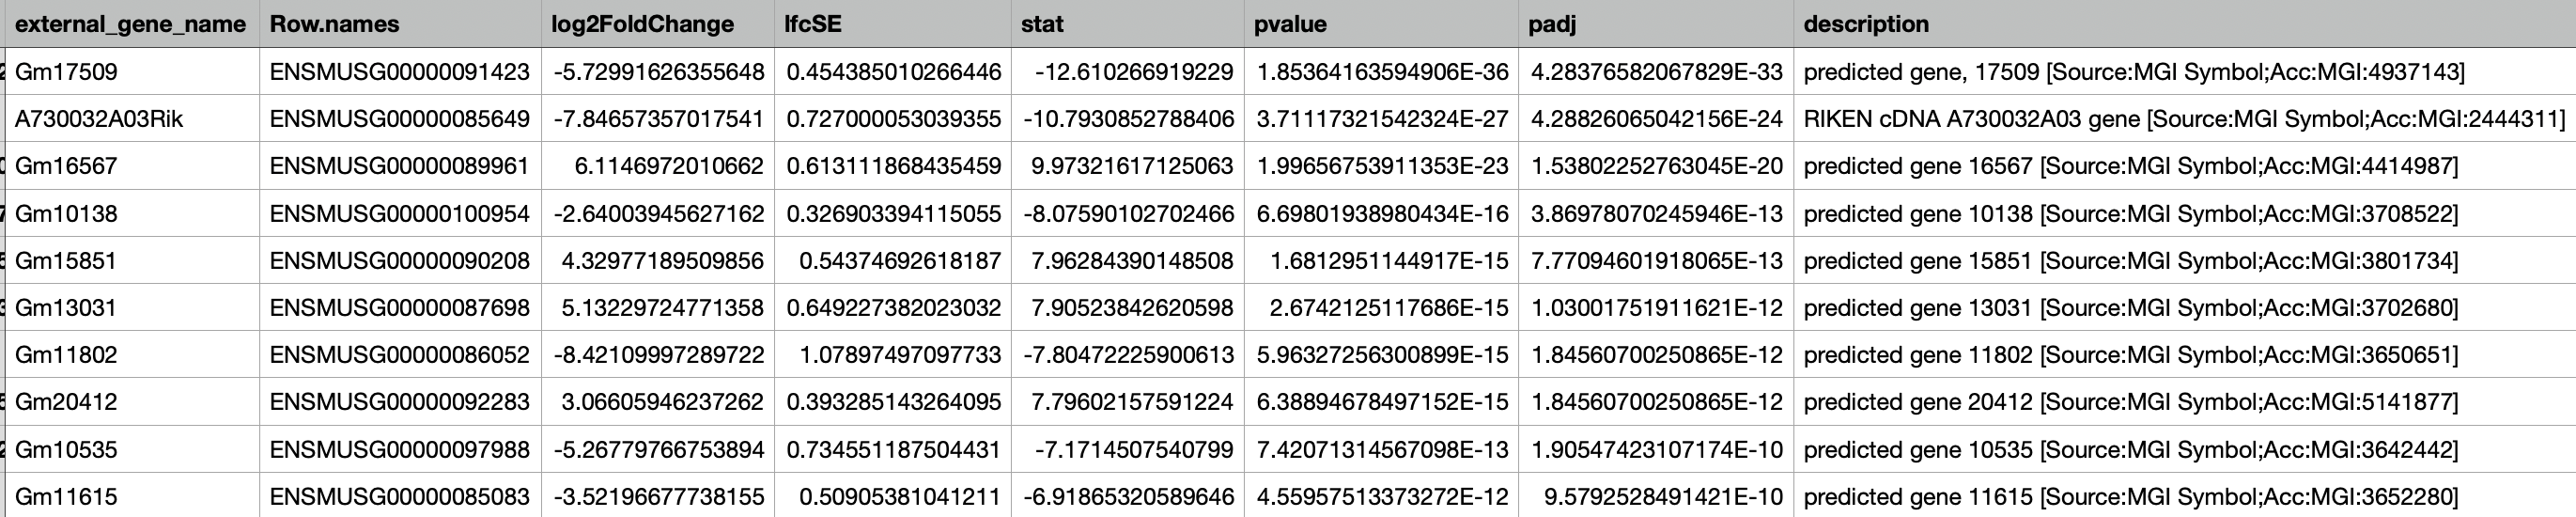 external_gene_name Row.names log2FoldChange lfcSE stat pvalue padj description
Gm17509 ENSMUSG00000091423 -5.72991626355648 0.454385010266446 -12.610266919229 1.85364163594906E-36 4.28376582067829E-33 predicted gene, 17509 [Source:MGI Symbol;Acc:MGI:4937143]
A730032A03Rik ENSMUSG00000085649 -7.84657357017541 0.727000053039355 -10.7930852788406 3.71117321542324E-27 4.28826065042156E-24 RIKEN cDNA A730032A03 gene [Source:MGI Symbol;Acc:MGI:2444311]
Gm16567 ENSMUSG00000089961 6.1146972010662 0.613111868435459 9.97321617125063 1.99656753911353E-23 1.53802252763045E-20 predicted gene 16567 [Source:MGI Symbol;Acc:MGI:4414987]
Gm10138 ENSMUSG00000100954 -2.64003945627162 0.326903394115055 -8.07590102702466 6.69801938980434E-16 3.86978070245946E-13 predicted gene 10138 [Source:MGI Symbol;Acc:MGI:3708522]
Gm15851 ENSMUSG00000090208 4.32977189509856 0.54374692618187 7.96284390148508 1.6812951144917E-15 7.77094601918065E-13 predicted gene 15851 [Source:MGI Symbol;Acc:MGI:3801734]
Gm13031 ENSMUSG00000087698 5.13229724771358 0.649227382023032 7.90523842620598 2.6742125117686E-15 1.03001751911621E-12 predicted gene 13031 [Source:MGI Symbol;Acc:MGI:3702680]
Gm11802 ENSMUSG00000086052 -8.42109997289722 1.07897497097733 -7.80472225900613 5.96327256300899E-15 1.84560700250865E-12 predicted gene 11802 [Source:MGI Symbol;Acc:MGI:3650651]
Gm20412 ENSMUSG00000092283 3.06605946237262 0.393285143264095 7.79602157591224 6.38894678497152E-15 1.84560700250865E-12 predicted gene 20412 [Source:MGI Symbol;Acc:MGI:5141877]
Gm10535 ENSMUSG00000097988 -5.26779766753894 0.734551187504431 -7.1714507540799 7.42071314567098E-13 1.90547423107174E-10 predicted gene 10535 [Source:MGI Symbol;Acc:MGI:3642442]
Gm11615 ENSMUSG00000085083 -3.52196677738155 0.50905381041211 -6.91865320589646 4.55957513373272E-12 9.5792528491421E-10 predicted gene 11615 [Source:MGI Symbol;Acc:MGI:3652280]